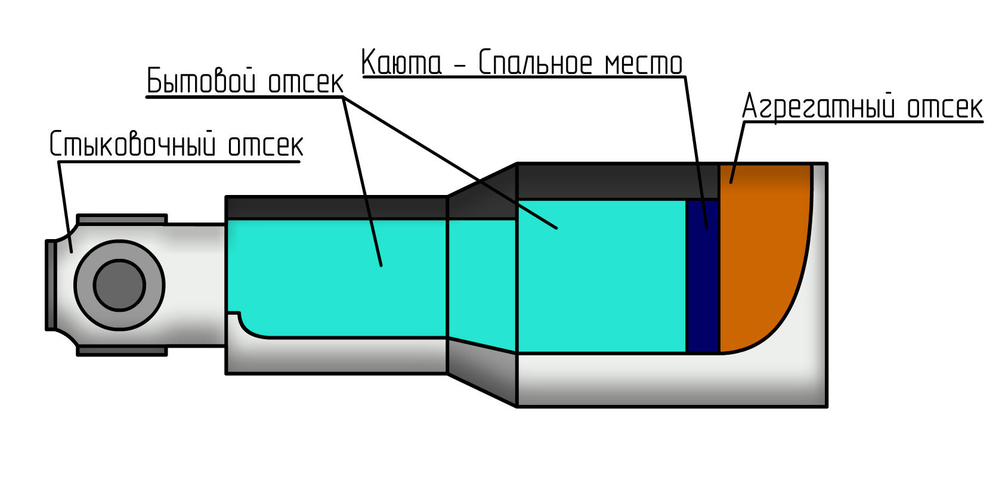 Каюта - Спальное место
Бытовой отсек
Агрегатный отсек
Стыковочный отсек